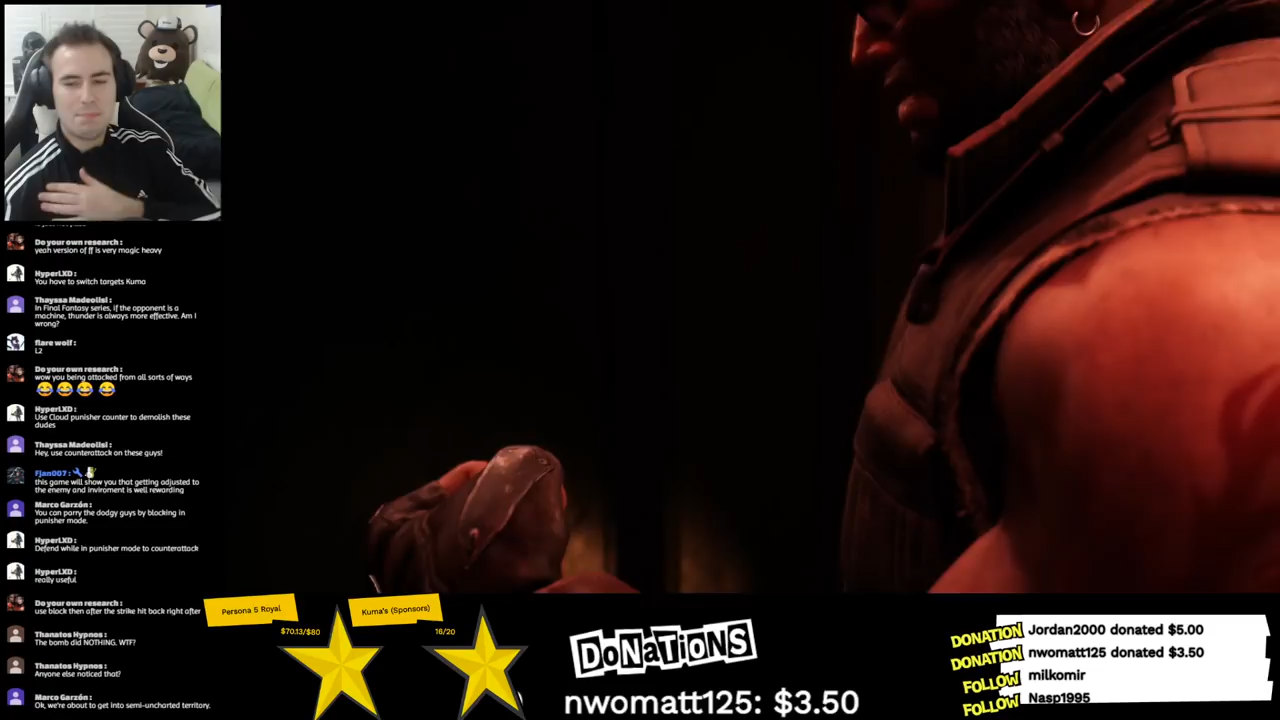 Do your own research :
yeah version of ff is very magic heavy
HyperLXD :
You have to switch targets Kuma
Thayssa Madeolisi :
In Final Fantasy series, if the opponent is a
machine, thunder is always more effective. Am I
wrong?
flare wolf :
L2
Do your own research :
wow you being attacked from all sorts of ways
HyperLXD :
Use Cloud punisher counter to demolish these
dudes
Thayssa Madeolisi :
Hey, use counterattack on these guys!
Fjan007 :
this game will show you that getting adjusted to
the enemy and inviroment is well rewarding
Marco Garzón :
You can parry the dodgy guys by blocking in
punisher mode.
HyperLXD :
Defend while in punisher mode to counterattack
HyperLXD :
really useful
Do your own research :
use block then after the strike hit back right after
Thanatos Hypnos :
The bomb did NOTHING. WTF?
Thanatos Hypnos :
Anyone else noticed that?
Marco Garzón :
Ok, we're about to get into semi-uncharted territory.
Persona 5 Royal
$70.13/$80
Kuma's (Sponsors)
16/20
DONATIONS
nwomatt125: $3.50
DONATION Jordan2000 donated $5.00
DONATION nwomatt125 donated $3.50
FOLLOW milkomir
FOLLOW Nasp1995